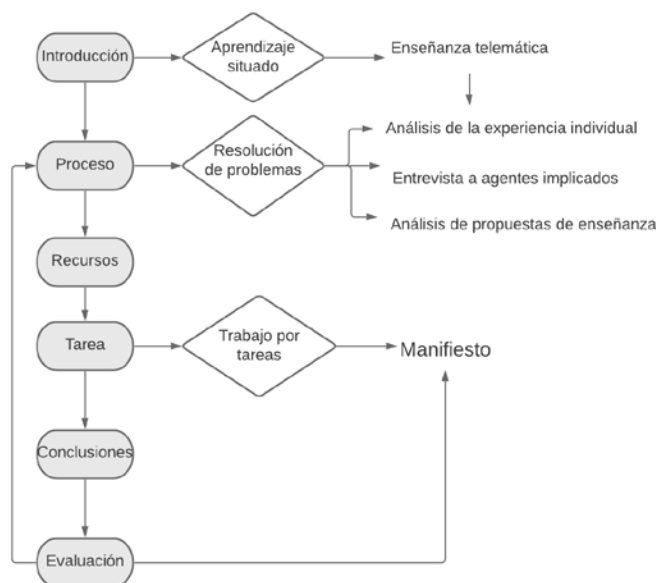 Introducción
Aprendizaje
situado
Enseñanza telemática
Proceso
Resolución
de problemas
Análisis de la experiencia individual
Entrevista a agentes implicados
Análisis de propuestas de enseñanza
Recursos
Tarea
Trabajo por
tareas
Manifiesto
Conclusiones
Evaluación